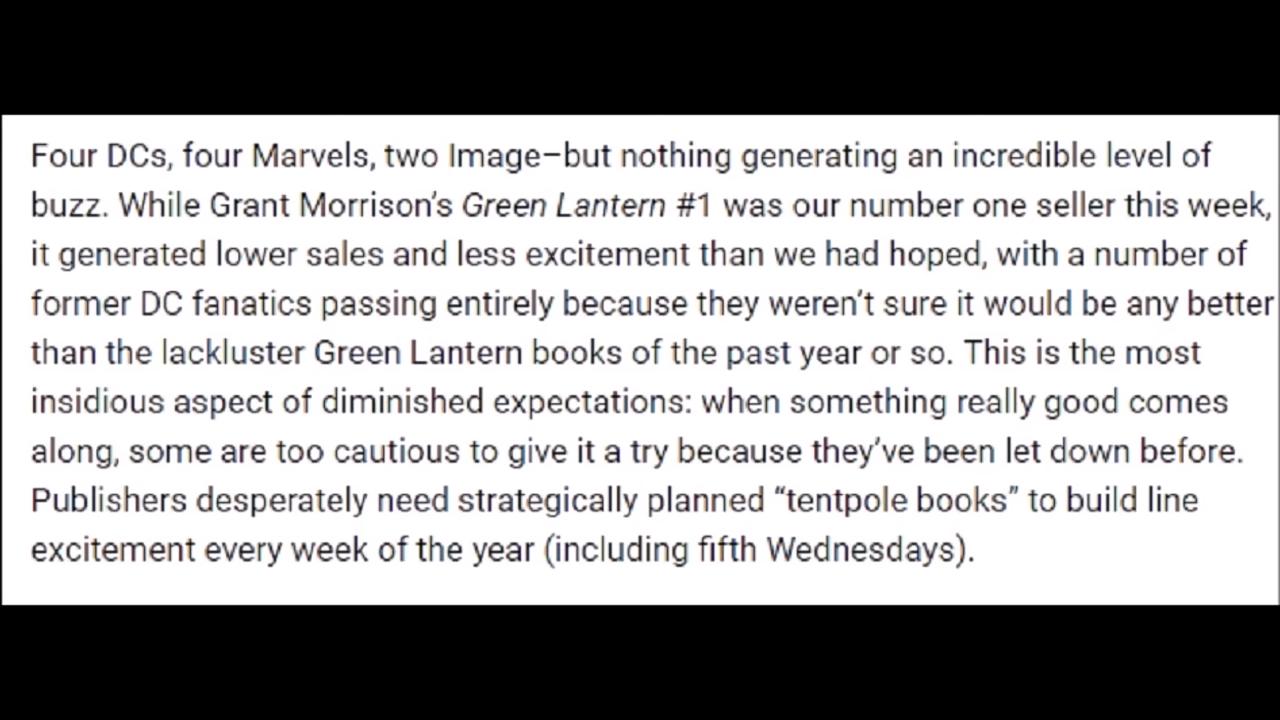 Four DCs, four Marvels, two Image–but nothing generating an incredible level of
buzz. While Grant Morrison’s Green Lantern #1 was our number one seller this week,
it generated lower sales and less excitement than we had hoped, with a number of
former DC fanatics passing entirely because they weren’t sure it would be any better
than the lackluster Green Lantern books of the past year or so. This is the most
insidious aspect of diminished expectations: when something really good comes
along, some are too cautious to give it a try because they’ve been let down before.
Publishers desperately need strategically planned “tentpole books” to build line
excitement every week of the year (including fifth Wednesdays).